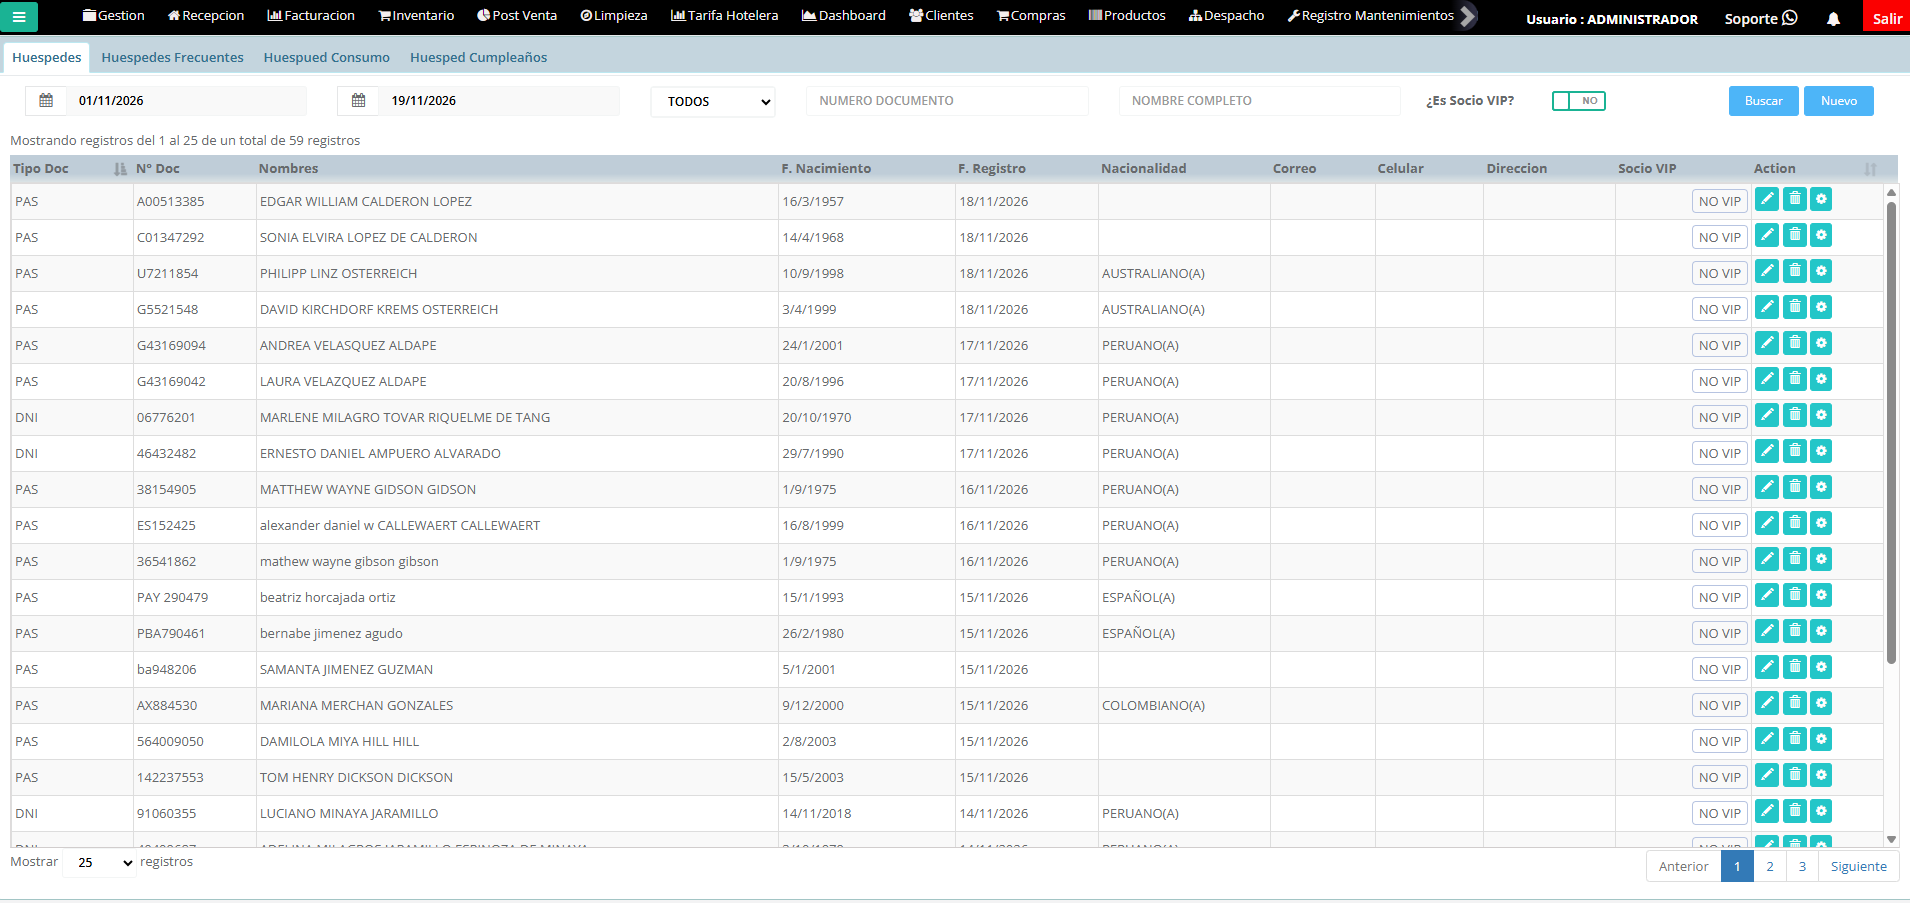 Gestion Recepcion Facturacion Inventario Post Venta Limpieza Tarifa Hotelera Dashboard Clientes Compras Productos Despacho Registro Mantenimientos Usuario : ADMINISTRADOR Soporte Salir
Huespedes Huespedes Frecuentes Huespued Consumo Huesped Cumpleaños
01/11/2026 19/11/2026 TODOS NUMERO DOCUMENTO NOMBRE COMPLETO ¿Es Socio VIP? NO Buscar Nuevo
Mostrando registros del 1 al 25 de un total de 59 registros
Tipo Doc N° Doc Nombres F. Nacimiento F. Registro Nacionalidad Correo Celular Direccion Socio VIP Action
PAS A00513385 EDGAR WILLIAM CALDERON LOPEZ 16/3/1957 18/11/2026 NO VIP
PAS C01347292 SONIA ELVIRA LOPEZ DE CALDERON 14/4/1968 18/11/2026 NO VIP
PAS U7211854 PHILIPP LINZ OSTERREICH 10/9/1998 18/11/2026 AUSTRALIANO(A) NO VIP
PAS G5521548 DAVID KIRCHDORF KREMS OSTERREICH 3/4/1999 18/11/2026 AUSTRALIANO(A) NO VIP
PAS G43169094 ANDREA VELASQUEZ ALDAPE 24/1/2001 17/11/2026 PERUANO(A) NO VIP
PAS G43169042 LAURA VELAZQUEZ ALDAPE 20/8/1996 17/11/2026 PERUANO(A) NO VIP
DNI 06776201 MARLENE MILAGRO TOVAR RIQUELME DE TANG 20/10/1970 17/11/2026 PERUANO(A) NO VIP
DNI 46432482 ERNESTO DANIEL AMPUERO ALVARADO 29/7/1990 17/11/2026 PERUANO(A) NO VIP
PAS 38154905 MATTHEW WAYNE GIDSON GIDSON 1/9/1975 16/11/2026 PERUANO(A) NO VIP
PAS ES152425 alexander daniel w CALLEWAERT CALLEWAERT 16/8/1999 16/11/2026 PERUANO(A) NO VIP
PAS 36541862 mathew wayne gibson gibson 1/9/1975 16/11/2026 PERUANO(A) NO VIP
PAS PAY 290479 beatriz horcajada ortiz 15/1/1993 15/11/2026 ESPAÑOL(A) NO VIP
PAS PBA790461 bernabe jimenez agudo 26/2/1980 15/11/2026 ESPAÑOL(A) NO VIP
PAS ba948206 SAMANTA JIMENEZ GUZMAN 5/1/2001 15/11/2026 NO VIP
PAS AX884530 MARIANA MERCHAN GONZALES 9/12/2000 15/11/2026 COLOMBIANO(A) NO VIP
PAS 564009050 DAMILOLA MIYA HILL HILL 2/8/2003 15/11/2026 NO VIP
PAS 142237553 TOM HENRY DICKSON DICKSON 15/5/2003 15/11/2026 NO VIP
DNI 91060355 LUCIANO MINAYA JARAMILLO 14/11/2018 14/11/2026 PERUANO(A) NO VIP
Mostrar 25 registros Anterior 1 2 3 Siguiente